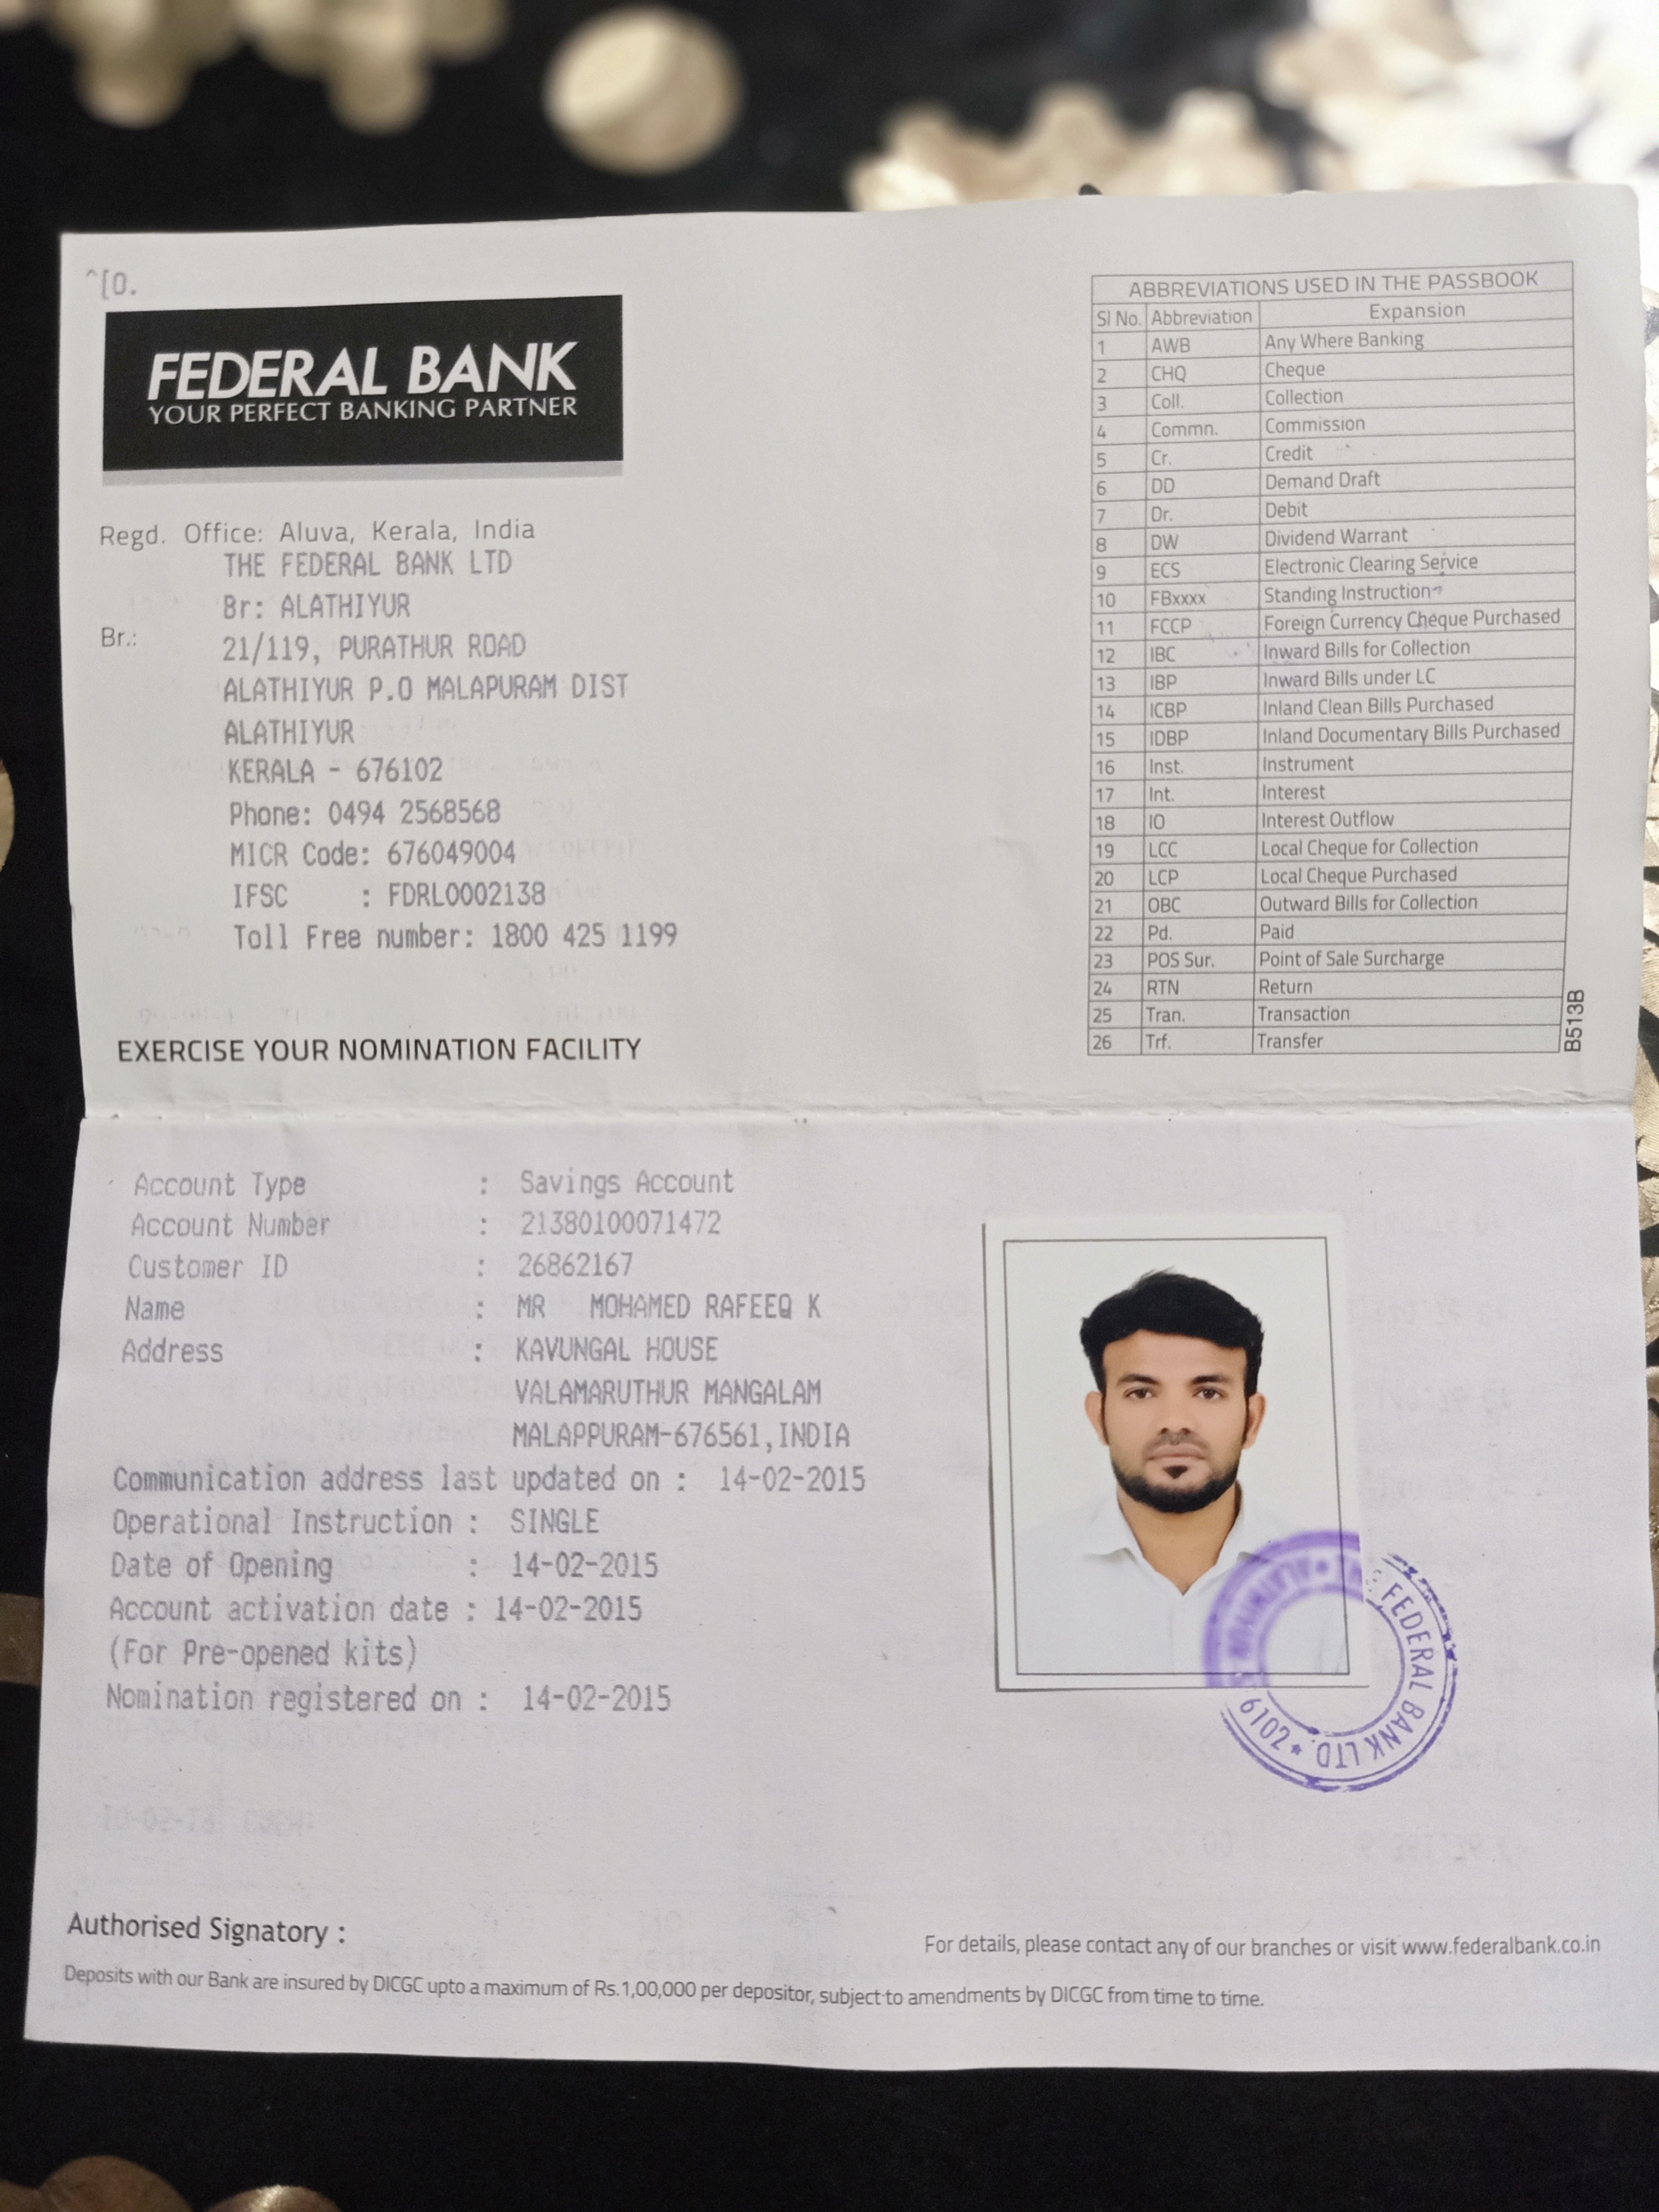 ^[0.
FEDERAL BANK
YOUR PERFECT BANKING PARTNER
Regd. Office: Aluva, Kerala, India
THE FEDERAL BANK LTD
Br: ALATHIYUR
Br.: 21/119, PURATHUR ROAD
ALATHIYUR P.O MALAPURAM DIST
ALATHIYUR
KERALA - 676102
Phone: 0494 2568568
MICR Code: 676049004
IFSC : FDRL0002138
Toll Free number: 1800 425 1199
EXERCISE YOUR NOMINATION FACILITY
ABBREVIATIONS USED IN THE PASSBOOK
Sl No. Abbreviation Expansion
1 AWB Any Where Banking
2 CHQ Cheque
3 Coll. Collection
4 Commn. Commission
5 Cr. Credit
6 DD Demand Draft
7 Dr. Debit
8 DW Dividend Warrant
9 ECS Electronic Clearing Service
10 FBxxxx Standing Instruction
11 FCCP Foreign Currency Cheque Purchased
12 IBC Inward Bills for Collection
13 IBP Inward Bills under LC
14 ICBP Inland Clean Bills Purchased
15 IDBP Inland Documentary Bills Purchased
16 Inst. Instrument
17 Int. Interest
18 IO Interest Outflow
19 LCC Local Cheque for Collection
20 LCP Local Cheque Purchased
21 OBC Outward Bills for Collection
22 Pd. Paid
23 POS Sur. Point of Sale Surcharge
24 RTN Return
25 Tran. Transaction
26 Trf. Transfer
B513B
Account Type : Savings Account
Account Number : 21380100071472
Customer ID : 26862167
Name : MR MOHAMED RAFEEQ K
Address : KAVUNGAL HOUSE
VALAMARUTHUR MANGALAM
MALAPPURAM-676561,INDIA
Communication address last updated on : 14-02-2015
Operational Instruction : SINGLE
Date of Opening : 14-02-2015
Account activation date : 14-02-2015
(For Pre-opened kits)
Nomination registered on : 14-02-2015
FEDERAL BANK LTD.
6102
Authorised Signatory :
For details, please contact any of our branches or visit www.federalbank.co.in
Deposits with our Bank are insured by DICGC upto a maximum of Rs.1,00,000 per depositor, subject to amendments by DICGC from time to time.